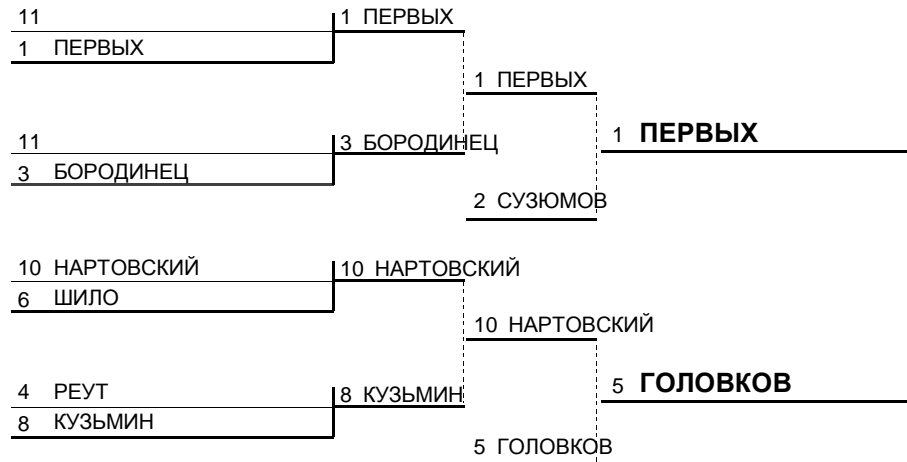 11
1 ПЕРВЫХ
1 ПЕРВЫХ
1 ПЕРВЫХ
1 ПЕРВЫХ
11
3 БОРОДИНЕЦ
3 БОРОДИНЕЦ
2 СУЗЮМОВ
10 НАРТОВСКИЙ
10 НАРТОВСКИЙ
6 ШИЛО
10 НАРТОВСКИЙ
5 ГОЛОВКОВ
4 РЕУТ
8 КУЗЬМИН
8 КУЗЬМИН
5 ГОЛОВКОВ